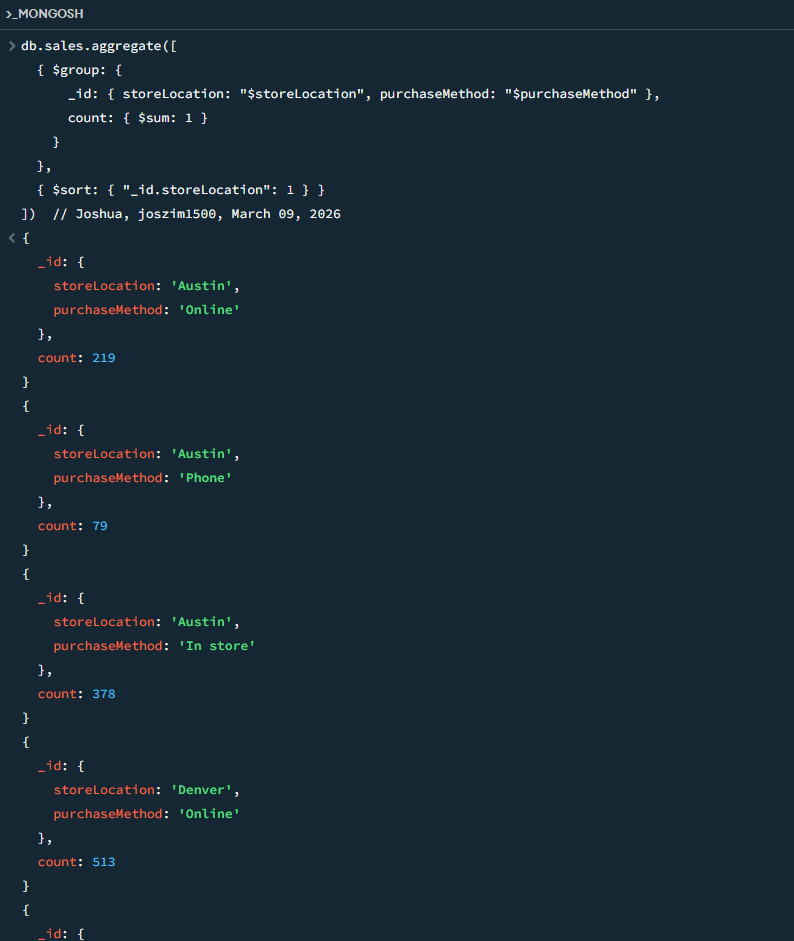 >_MONGOSH
> db.sales.aggregate([
  { $group: {
      _id: { storeLocation: "$storeLocation", purchaseMethod: "$purchaseMethod" },
      count: { $sum: 1 }
    }
  },
  { $sort: { "_id.storeLocation": 1 } }
])  // Joshua, joszim1500, March 09, 2026
< {
  _id: {
    storeLocation: 'Austin',
    purchaseMethod: 'Online'
  },
  count: 219
}
{
  _id: {
    storeLocation: 'Austin',
    purchaseMethod: 'Phone'
  },
  count: 79
}
{
  _id: {
    storeLocation: 'Austin',
    purchaseMethod: 'In store'
  },
  count: 378
}
{
  _id: {
    storeLocation: 'Denver',
    purchaseMethod: 'Online'
  },
  count: 513
}
{
  _id: {